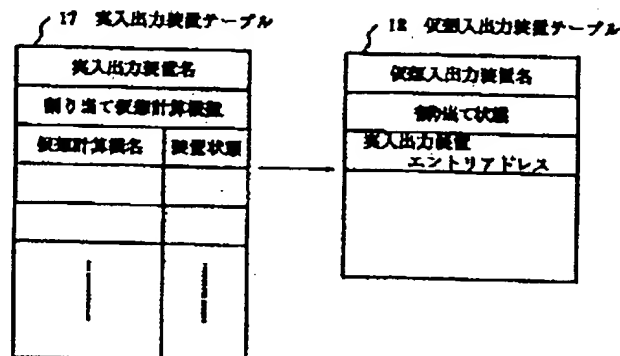 17 実入出力装置テーブル
実入出力装置名
割り当て仮想計算機数
仮想計算機名 装置状態
12 仮想入出力装置テーブル
仮想入出力装置名
割り当て状態
実入出力装置
エントリアドレス